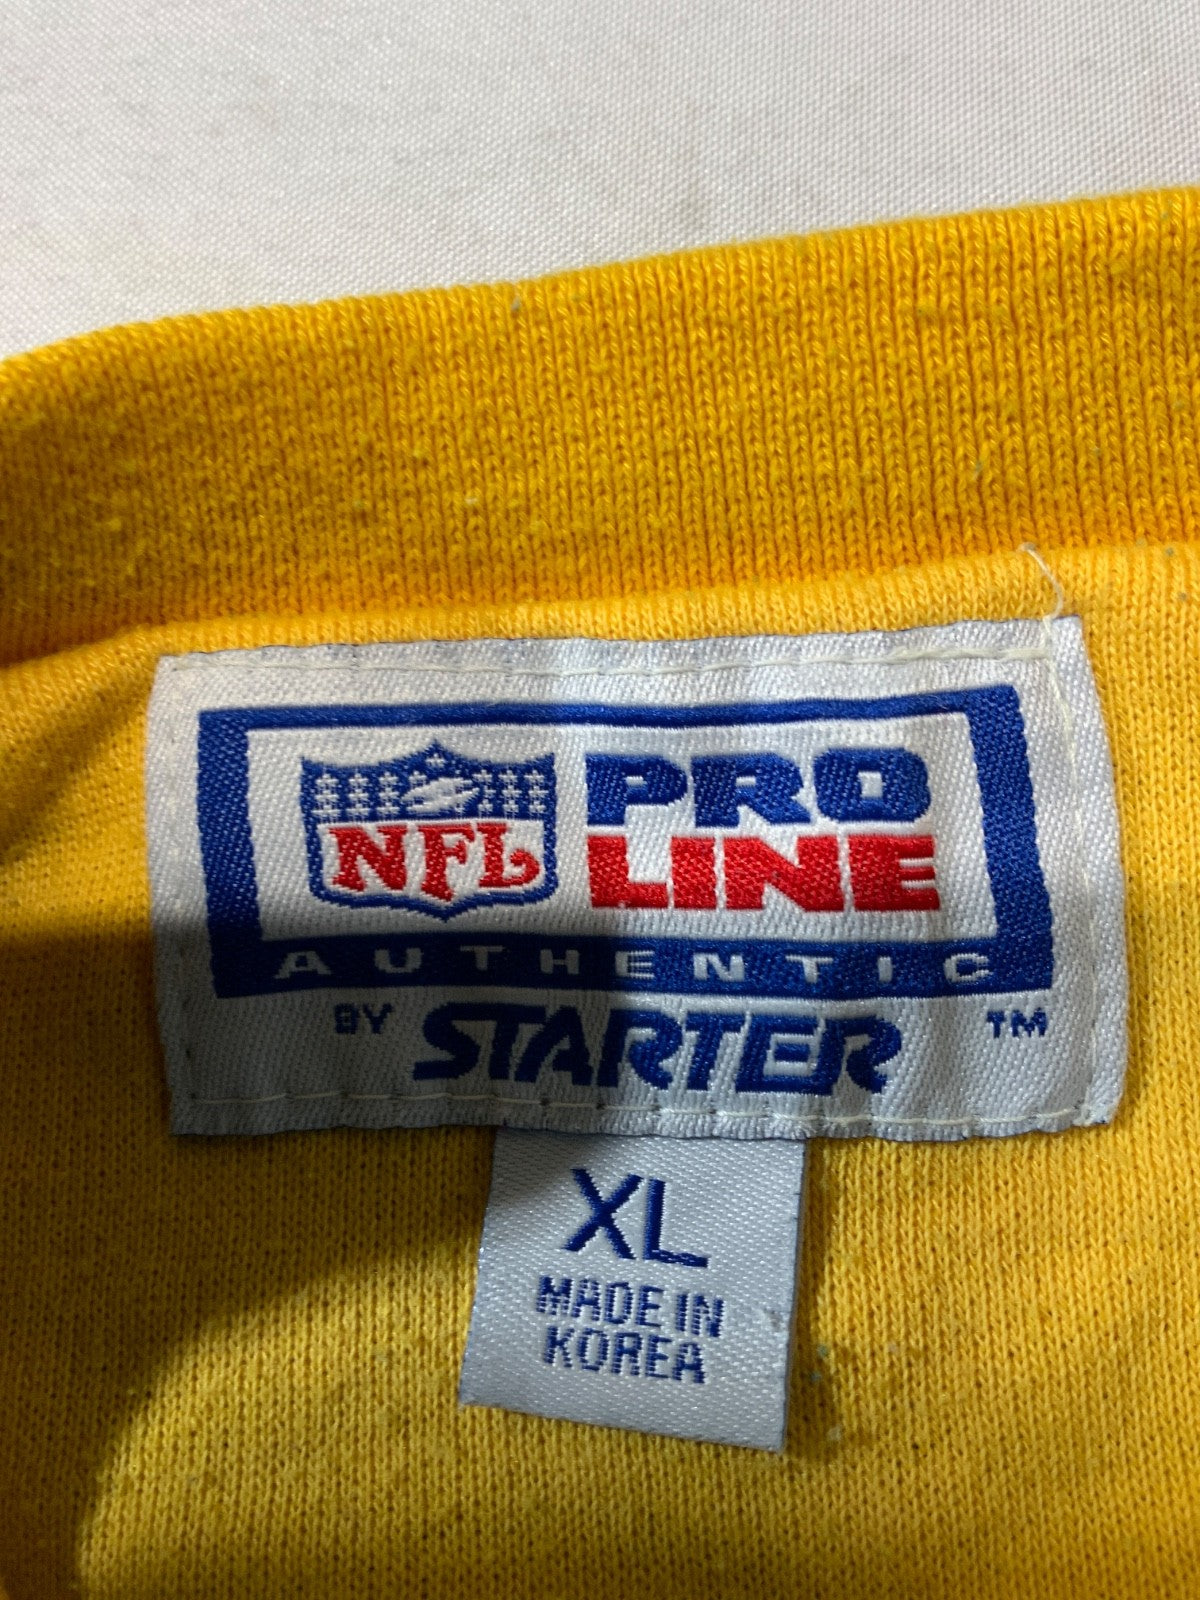 NFL PRO
LINE
AUTHENTIC
BY STARTER TM
XL
MADE IN
KOREA